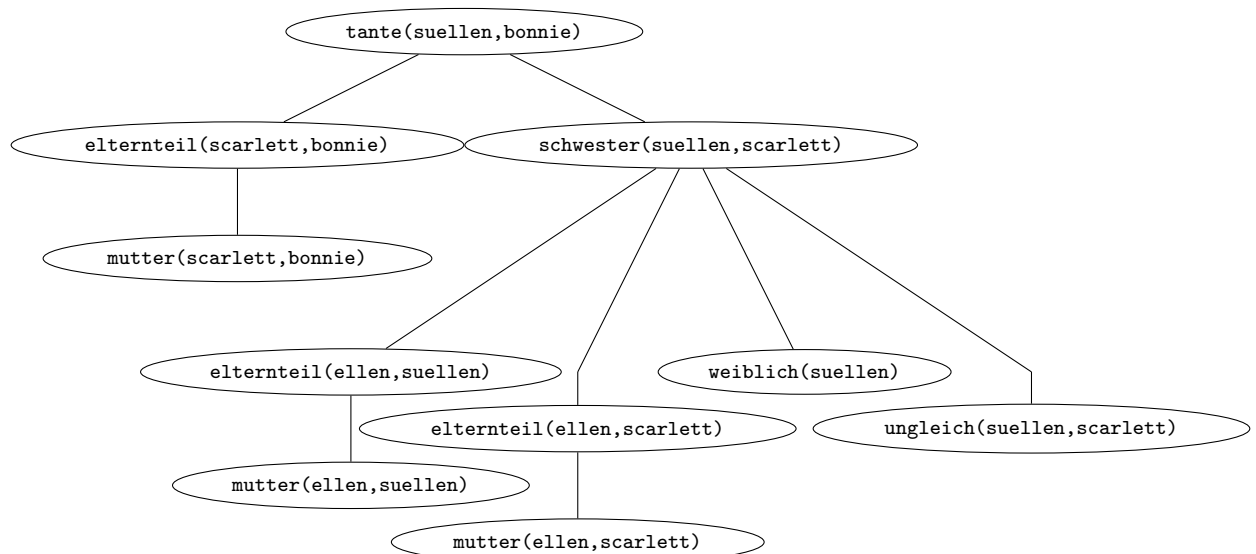 tante(suellen,bonnie)
elternteil(scarlett,bonnie)
schwester(suellen,scarlett)
mutter(scarlett,bonnie)
elternteil(ellen,suellen)
weiblich(suellen)
elternteil(ellen,scarlett)
ungleich(suellen,scarlett)
mutter(ellen,suellen)
mutter(ellen,scarlett)